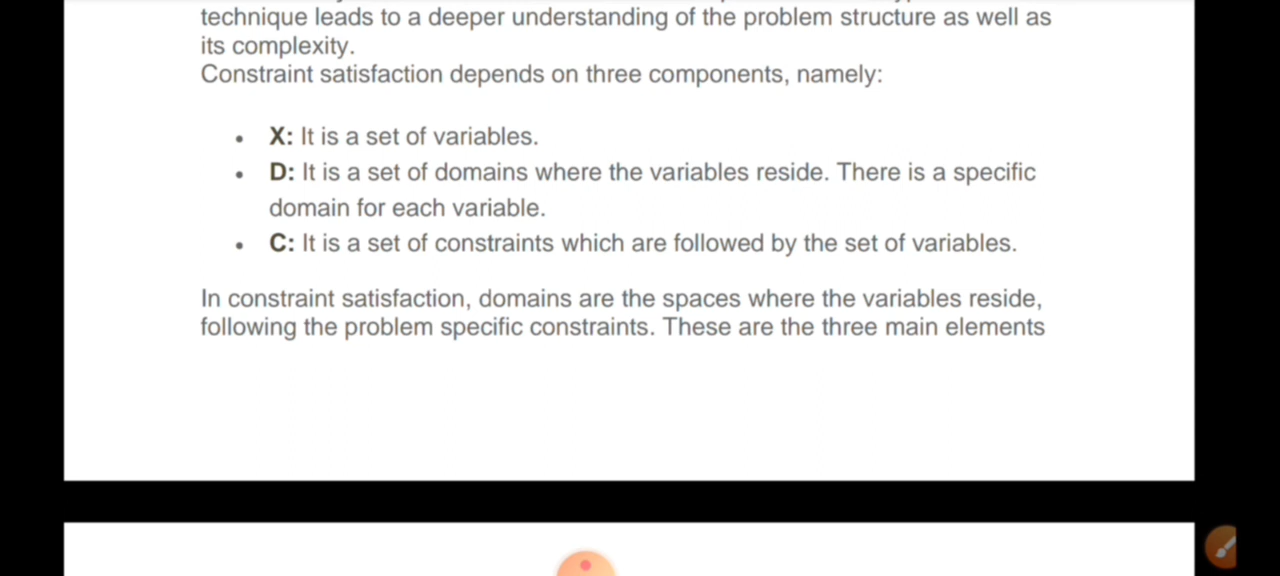 technique leads to a deeper understanding of the problem structure as well as
its complexity.
Constraint satisfaction depends on three components, namely:
• X: It is a set of variables.
• D: It is a set of domains where the variables reside. There is a specific
domain for each variable.
• C: It is a set of constraints which are followed by the set of variables.
In constraint satisfaction, domains are the spaces where the variables reside,
following the problem specific constraints. These are the three main elements